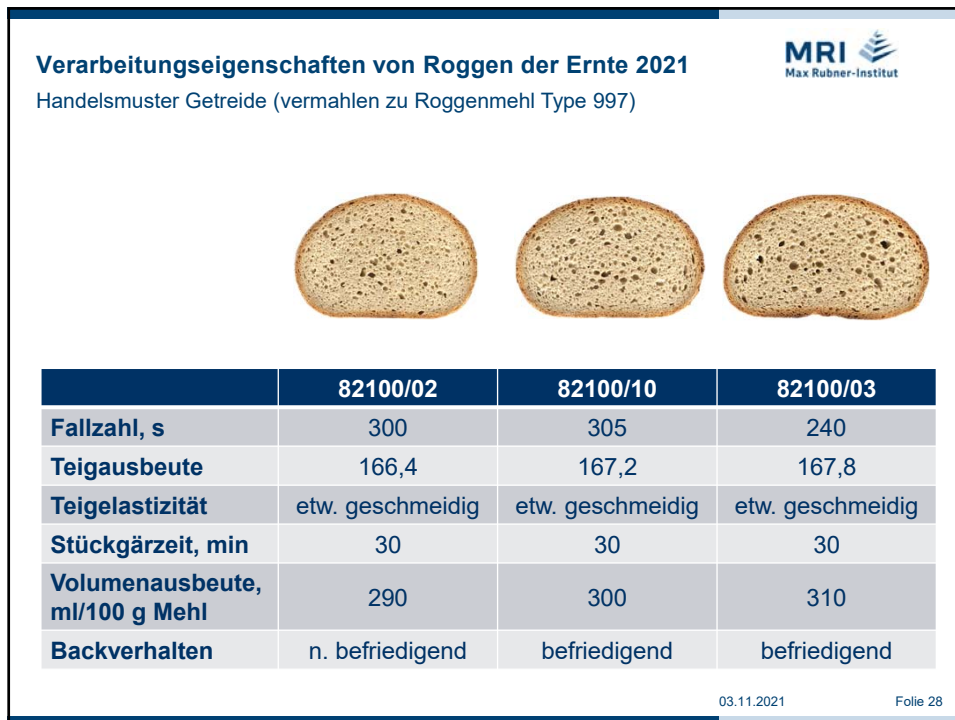 Verarbeitungseigenschaften von Roggen der Ernte 2021
Handelsmuster Getreide (vermahlen zu Roggenmehl Type 997)
MRI
Max Rubner-Institut
82100/02 82100/10 82100/03
Fallzahl, s 300 305 240
Teigausbeute 166,4 167,2 167,8
Teigelastizität etw. geschmeidig etw. geschmeidig etw. geschmeidig
Stückgärzeit, min 30 30 30
Volumenausbeute,
ml/100 g Mehl 290 300 310
Backverhalten n. befriedigend befriedigend befriedigend
03.11.2021 Folie 28